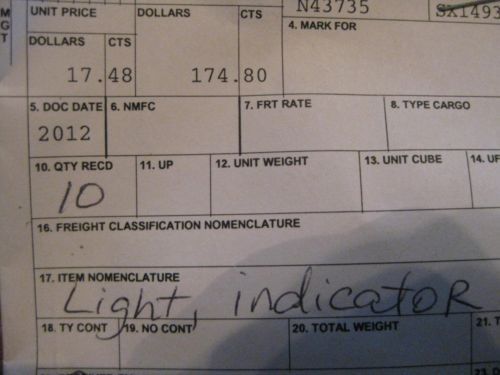 UNIT PRICE DOLLARS CTS N43735 SX1493
4. MARK FOR
DOLLARS CTS
17.48 174.80
5. DOC DATE 6. NMFC 7. FRT RATE 8. TYPE CARGO
2012
10. QTY RECD 11. UP 12. UNIT WEIGHT 13. UNIT CUBE 14. UF
10
16. FREIGHT CLASSIFICATION NOMENCLATURE
17. ITEM NOMENCLATURE
Light, indicatoR
18. TY CONT 19. NO CONT 20. TOTAL WEIGHT 21. T